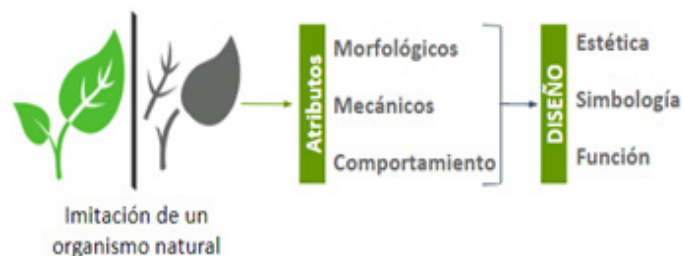 Imitación de un
organismo natural
Atributos
Morfológicos
Mecánicos
Comportamiento
DISEÑO
Estética
Simbología
Función